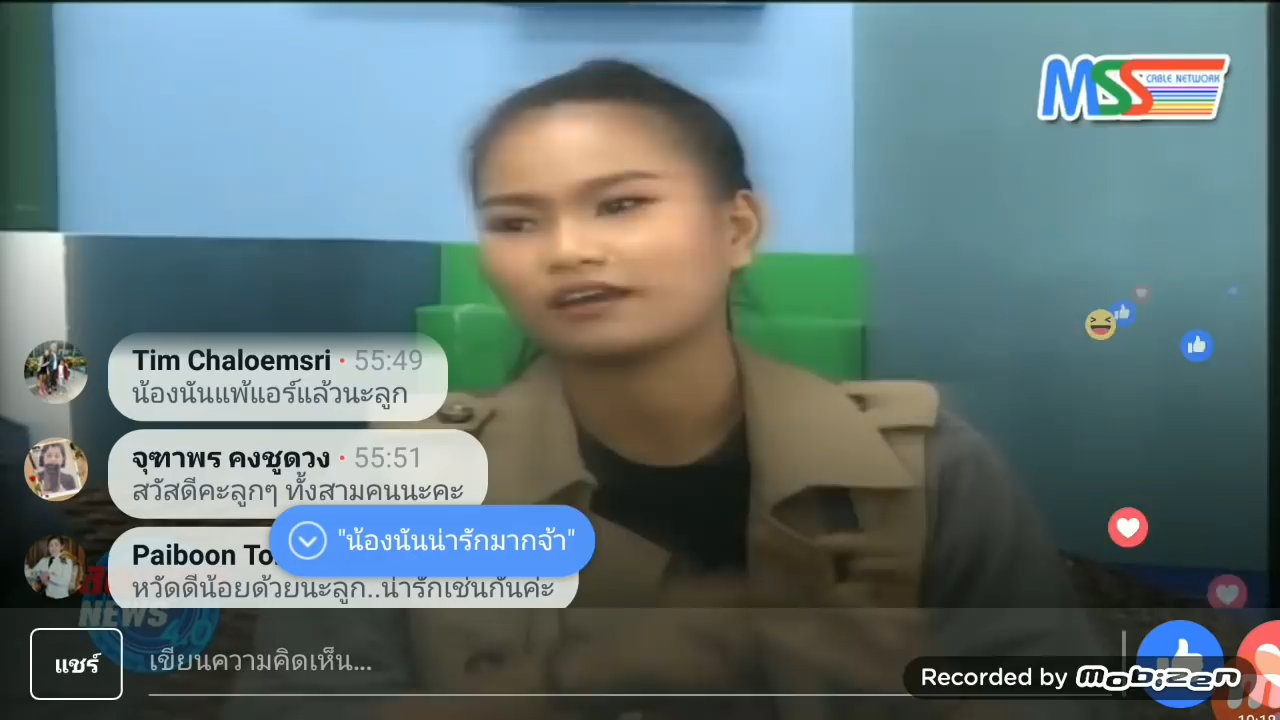 MSS CABLE NETWORK
Tim Chaloemsri · 55:49
น้องนันแพ้แอร์แล้วนะลูก
จุฑาพร คงชูดวง · 55:51
สวัสดีคะลูกๆ ทั้งสามคนนะคะ
"น้องนันน่ารักมากจ้า"
Paiboon
หวัดดีน้อยด้วยนะลูก..น่ารักเช่นกันค่ะ
NEWS
4.0
แชร์
เขียนความคิดเห็น...
Recorded by mobizen